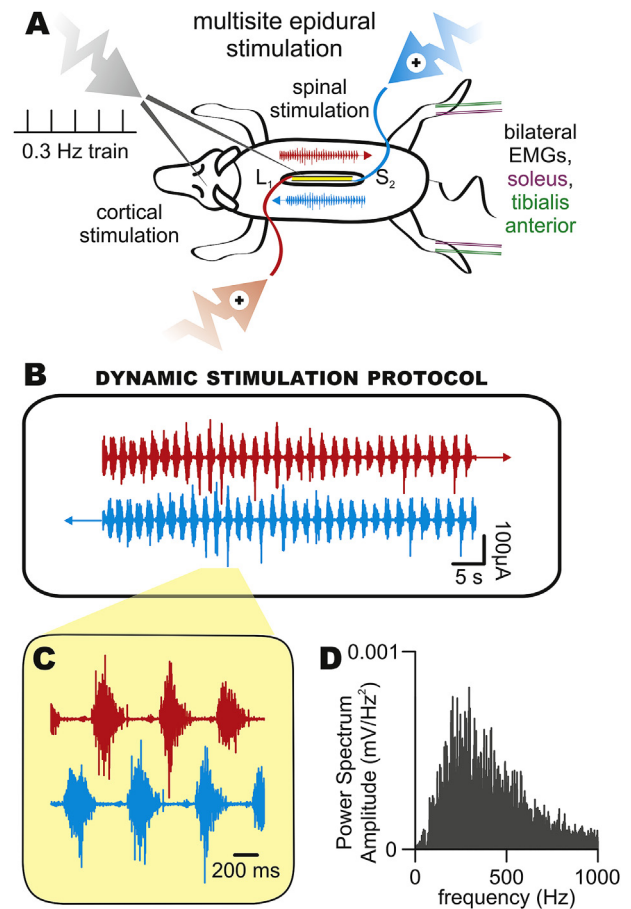 A
multisite epidural
stimulation
spinal
stimulation
0.3 Hz train
cortical
stimulation
L1
S2
bilateral
EMGs,
soleus,
tibialis
anterior
B
DYNAMIC STIMULATION PROTOCOL
100µA
5 s
C
200 ms
D
0.001
Power Spectrum
Amplitude (mV/Hz²)
0
0
500
1000
frequency (Hz)